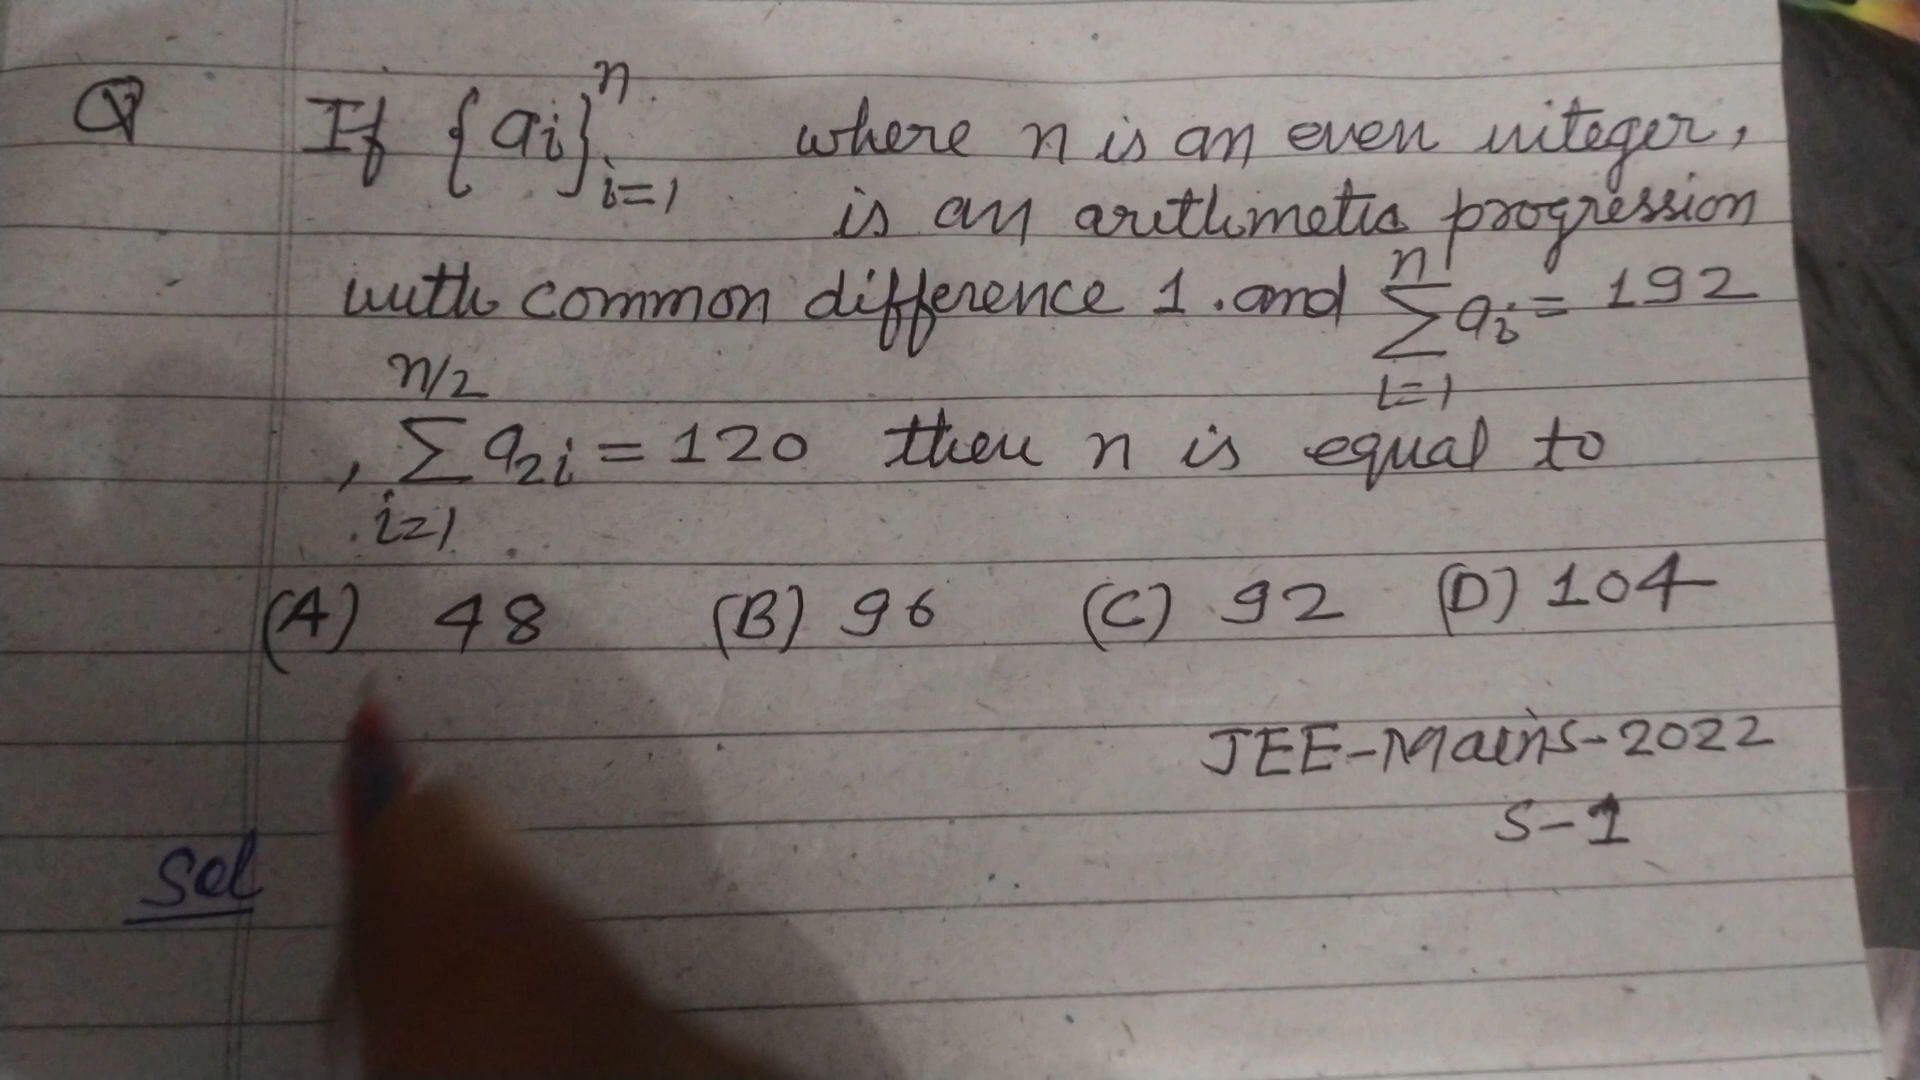 Q If {ai}ⁿi=1 where n is an even integer,
is an arithmetic progression
with common difference 1. and nΣi=1 ai = 192
, n/2Σi=1 a2i = 120 then n is equal to
(A) 48 (B) 96 (C) 92 (D) 104
JEE-Mains-2022
S-1
Sol